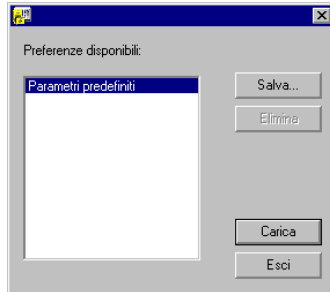 Preferenze disponibili:
Parametri predefiniti
Salva...
Elimina
Carica
Esci